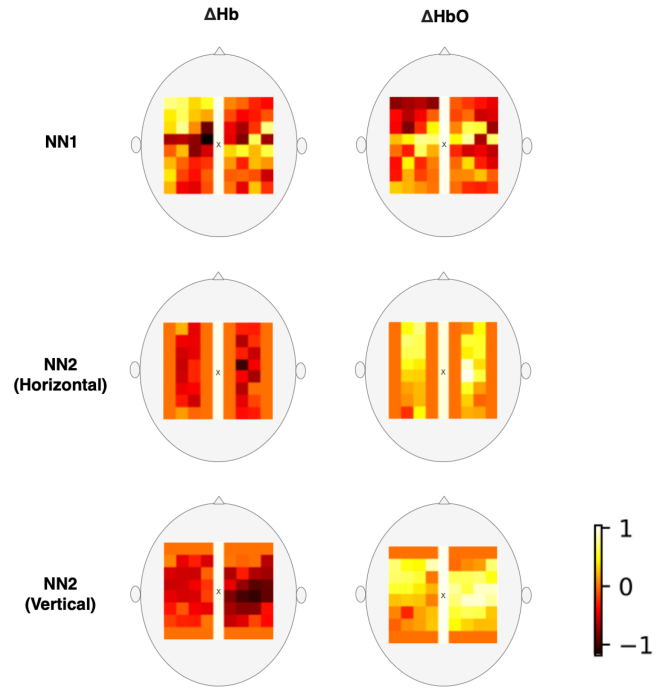 ΔHb ΔHbO
NN1
x x
NN2
(Horizontal)
x x
NN2
(Vertical)
x x
1
0
−1